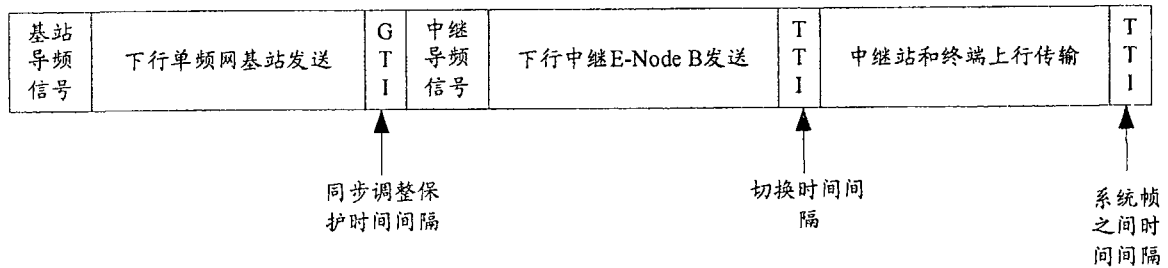 基站
导频
信号
下行单频网基站发送
G
T
I
中继
导频
信号
下行中继E-Node B发送
T
T
I
中继站和终端上行传输
T
T
I
同步调整保
护时间间隔
切换时间间
隔
系统帧
之间时
间间隔